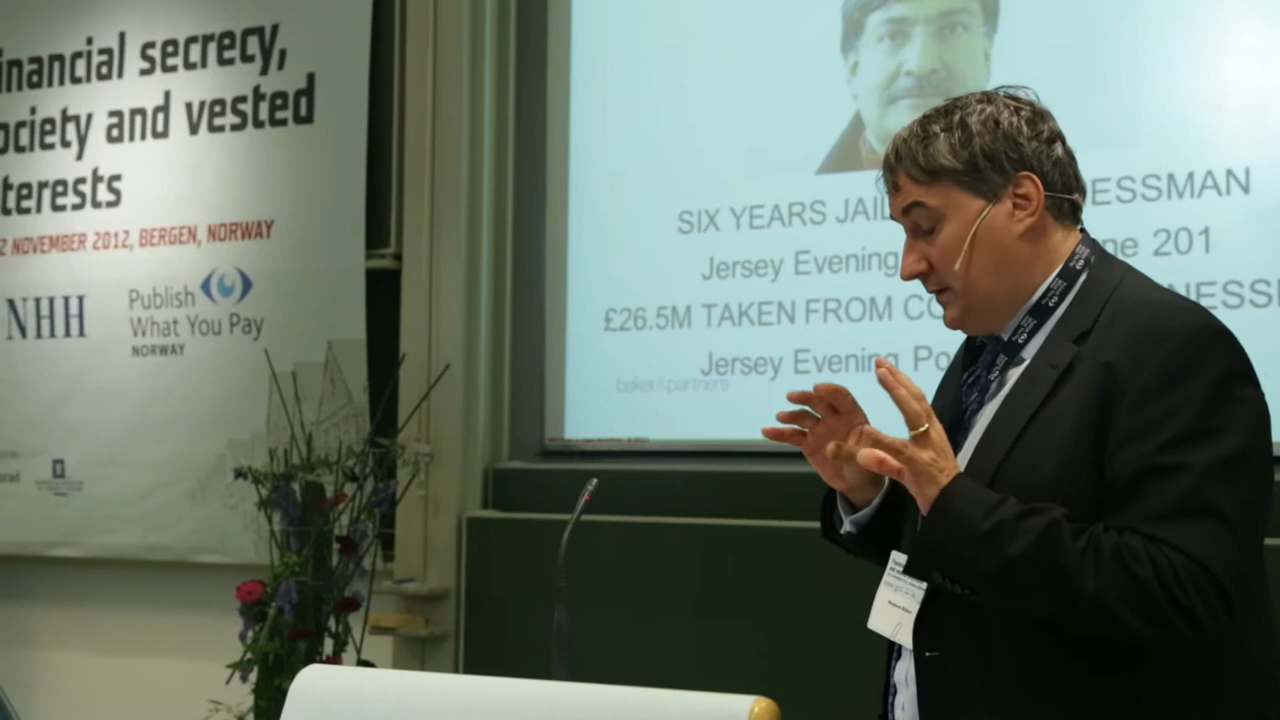 inancial secrecy,
ociety and vested
terests
2 NOVEMBER 2012, BERGEN, NORWAY
NHH
Publish
What You Pay
NORWAY
SIX YEARS JAIL ESSMAN
Jersey Evening ne 201
£26.5M TAKEN FROM CO NESS
Jersey Evening Po
baker&partners